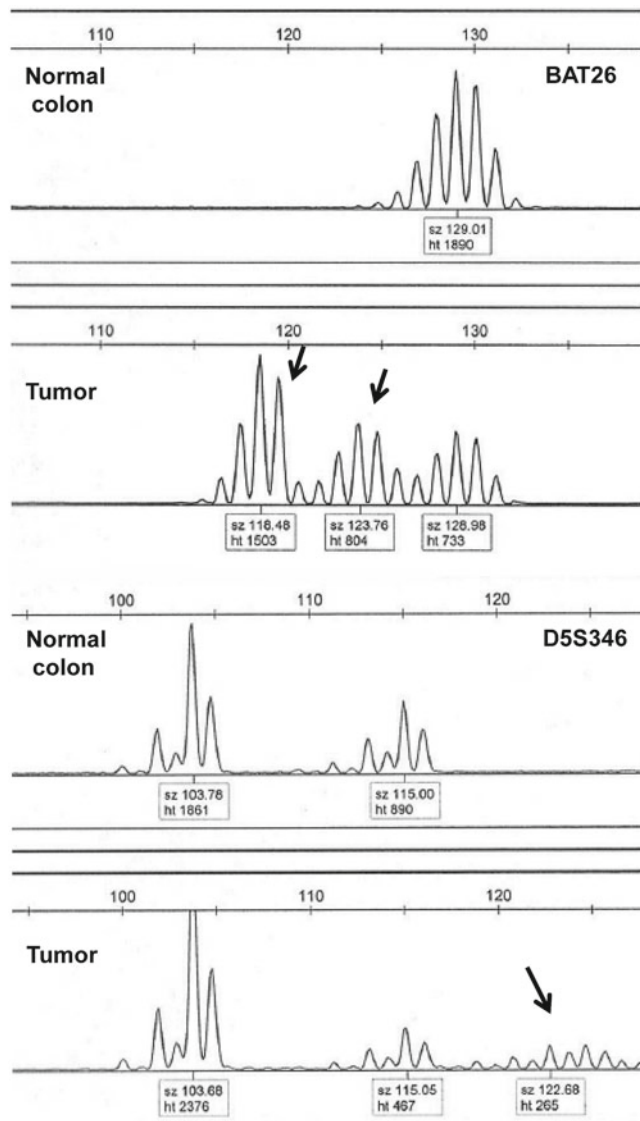 110 120 130
Normal
colon
BAT26
sz 129.01
ht 1890
110 120 130
Tumor
sz 118.48 sz 123.76 sz 128.98
ht 1503 ht 804 ht 733
100 110 120
Normal
colon
D5S346
sz 103.78 sz 115.00
ht 1861 ht 890
100 110 120
Tumor
sz 103.68 sz 115.05 sz 122.68
ht 2376 ht 467 ht 265